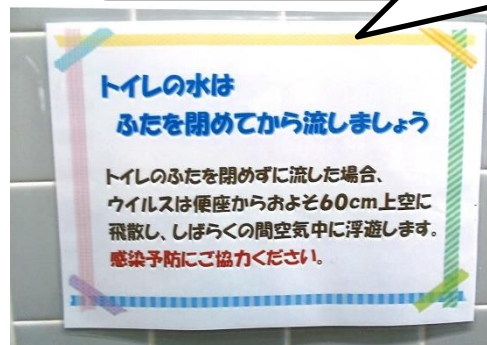 トイレの水は
ふたを閉めてから流しましょう
トイレのふたを閉めずに流した場合、
ウイルスは便座からおよそ60cm上空に
飛散し、しばらくの間空気中に浮遊します。
感染予防にご協力ください。